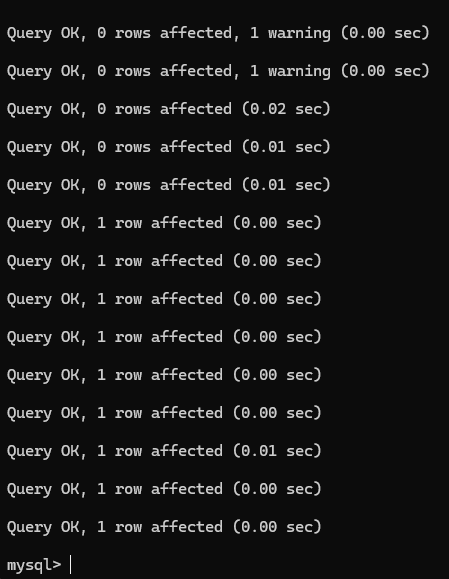 Query OK, 0 rows affected, 1 warning (0.00 sec)
Query OK, 0 rows affected, 1 warning (0.00 sec)
Query OK, 0 rows affected (0.02 sec)
Query OK, 0 rows affected (0.01 sec)
Query OK, 0 rows affected (0.01 sec)
Query OK, 1 row affected (0.00 sec)
Query OK, 1 row affected (0.00 sec)
Query OK, 1 row affected (0.00 sec)
Query OK, 1 row affected (0.00 sec)
Query OK, 1 row affected (0.00 sec)
Query OK, 1 row affected (0.00 sec)
Query OK, 1 row affected (0.01 sec)
Query OK, 1 row affected (0.00 sec)
Query OK, 1 row affected (0.00 sec)
mysql>